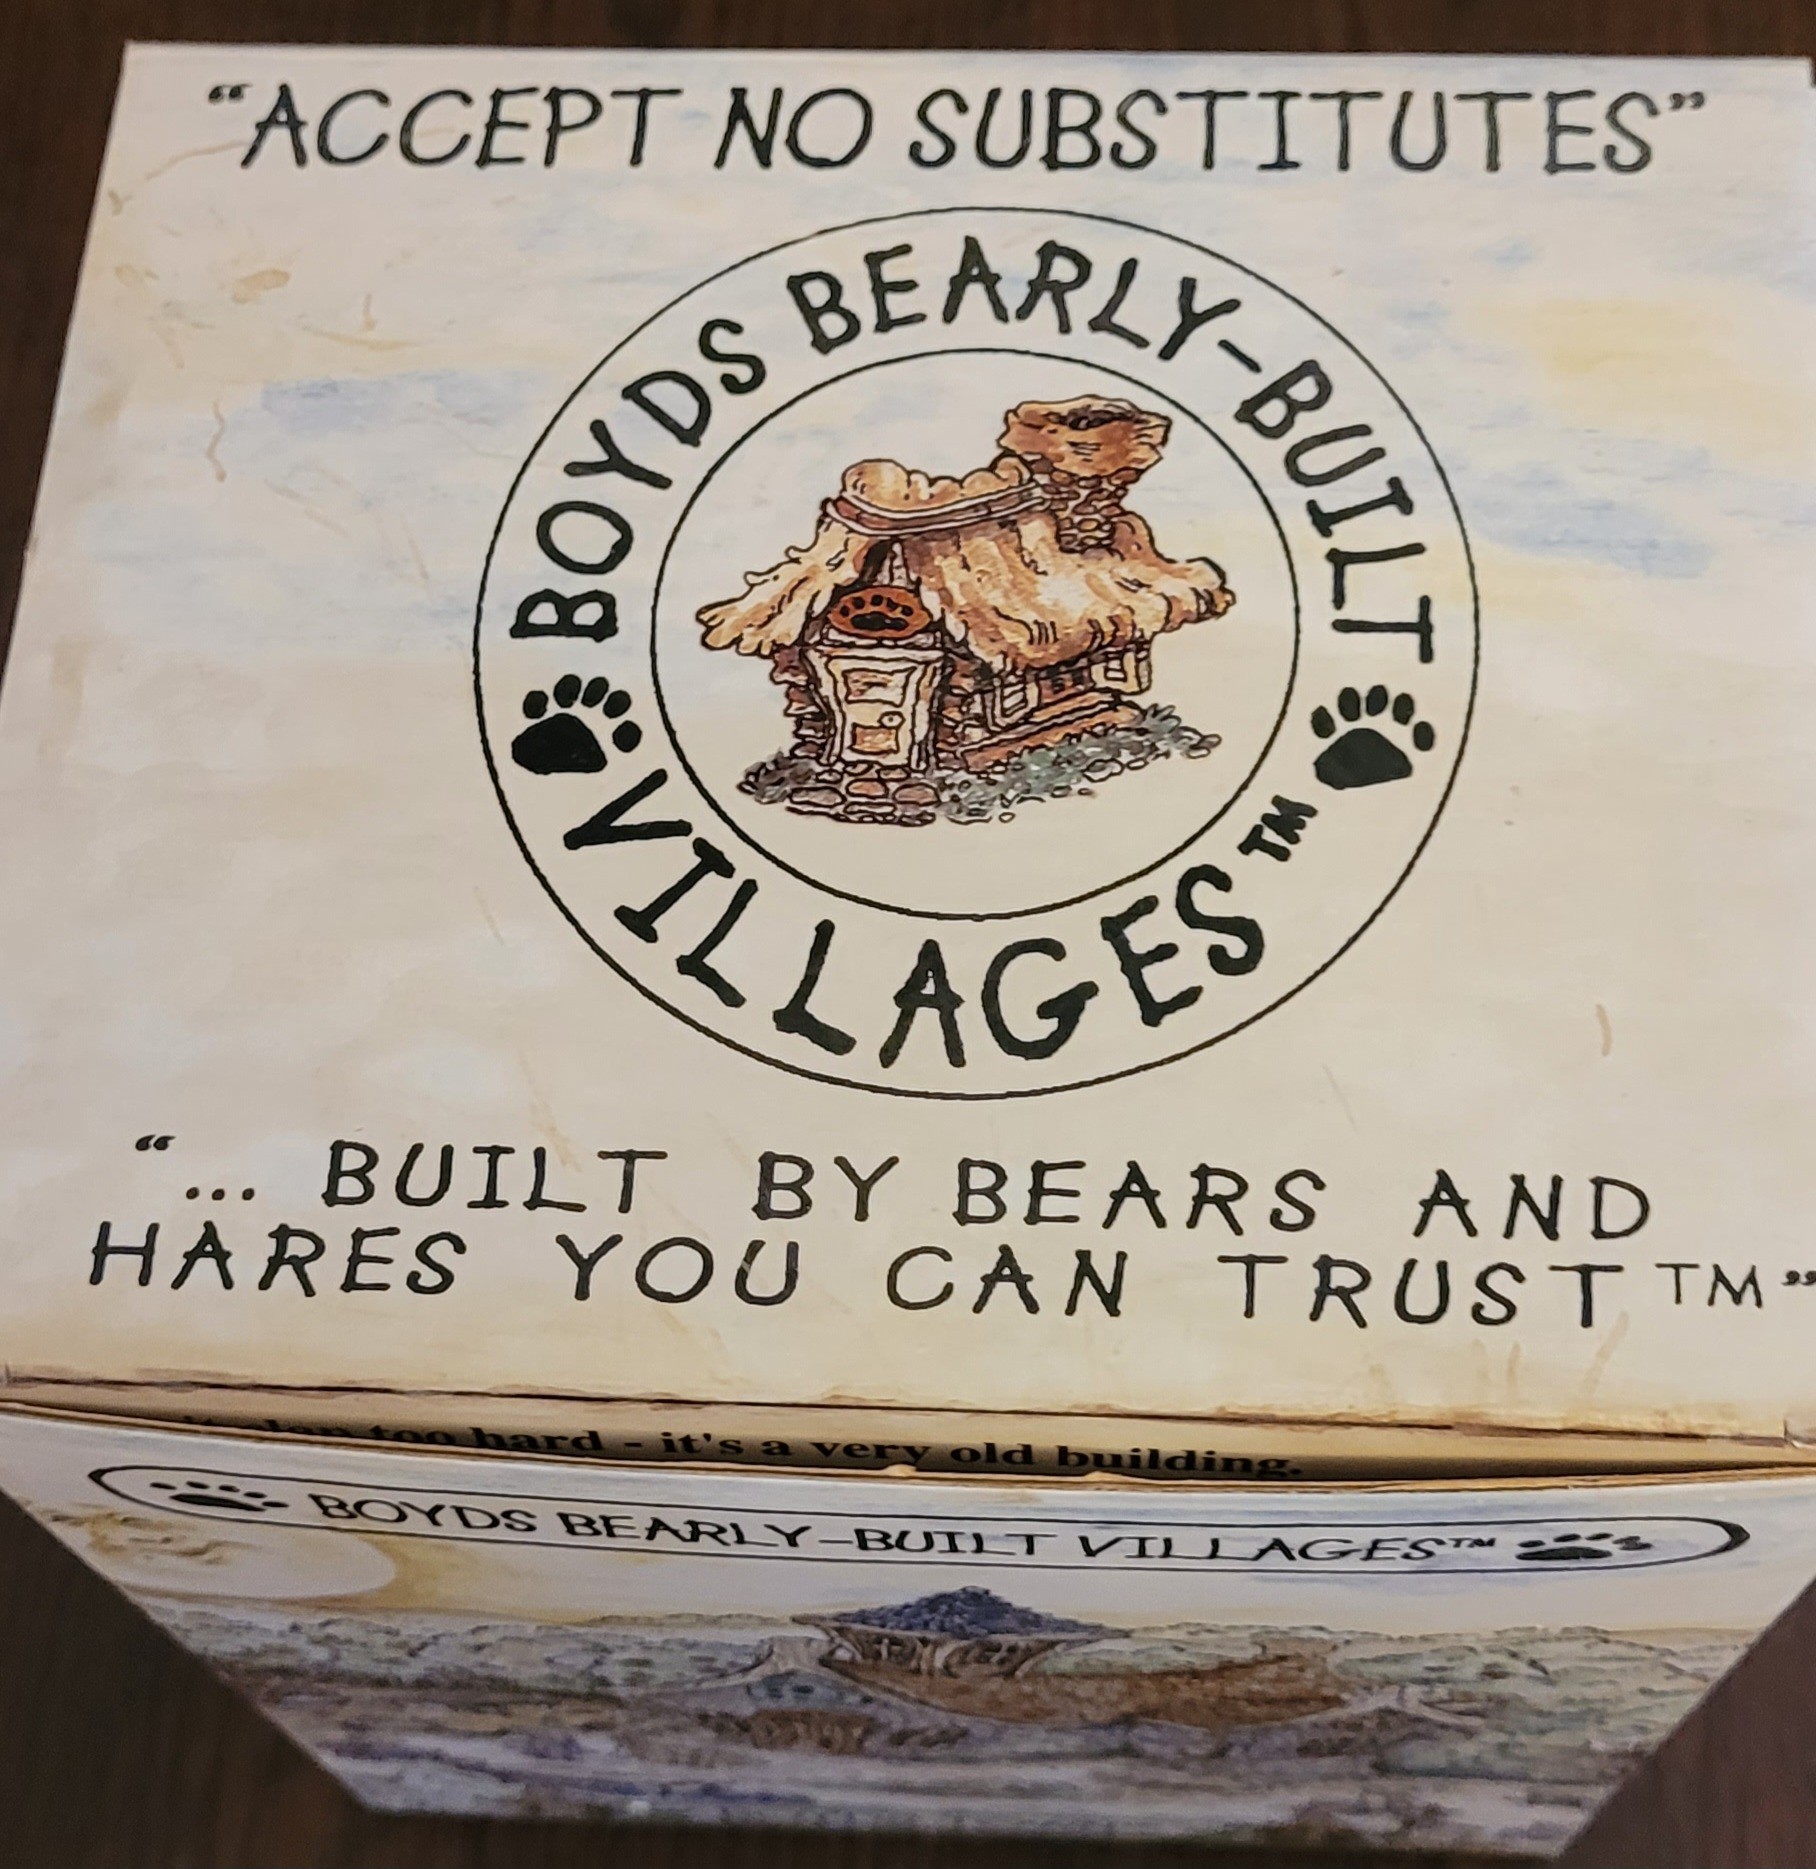 “ACCEPT NO SUBSTITUTES”
BOYDS BEARLY-BUILT
VILLAGES™
“... BUILT BY BEARS AND
HARES YOU CAN TRUST™”
too hard - it's a very old building.
BOYDS BEARLY-BUILT VILLAGES™